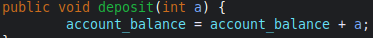 public void deposit(int a) {
        account_balance = account_balance + a;